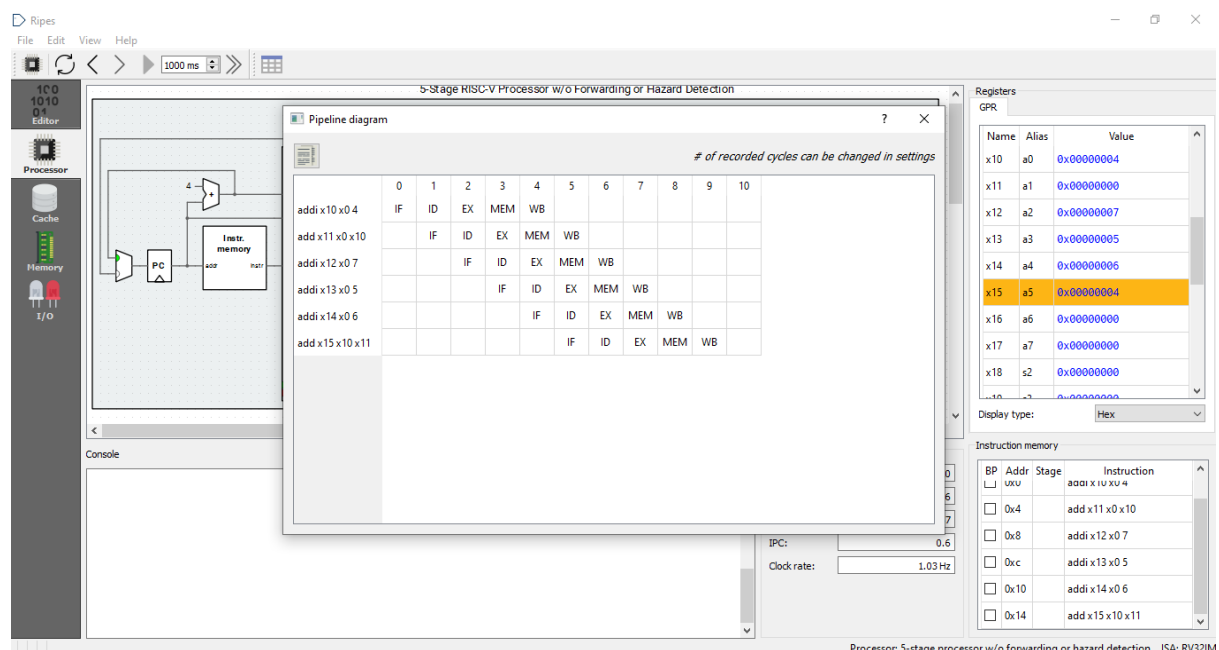 Ripes
File Edit View Help
1000 ms
Editor
Processor
Cache
Memory
I/O
5-Stage RISC-V Processor w/o Forwarding or Hazard Detection
4
+
PC
Instr.
memory
addr instr
Pipeline diagram ? ×
# of recorded cycles can be changed in settings
0 1 2 3 4 5 6 7 8 9 10
addi x10 x0 4 IF ID EX MEM WB
add x11 x0 x10 IF ID EX MEM WB
addi x12 x0 7 IF ID EX MEM WB
addi x13 x0 5 IF ID EX MEM WB
addi x14 x0 6 IF ID EX MEM WB
add x15 x10 x11 IF ID EX MEM WB
Console
IPC: 0.6
Clock rate: 1.03 Hz
Registers
GPR
Name Alias Value
x10 a0 0x00000004
x11 a1 0x00000000
x12 a2 0x00000007
x13 a3 0x00000005
x14 a4 0x00000006
x15 a5 0x00000004
x16 a6 0x00000000
x17 a7 0x00000000
x18 s2 0x00000000
Display type: Hex
Instruction memory
BP Addr Stage Instruction
0x0 addi x10 x0 4
0x4 add x11 x0 x10
0x8 addi x12 x0 7
0xc addi x13 x0 5
0x10 addi x14 x0 6
0x14 add x15 x10 x11
Processor: 5-stage processor w/o forwarding or hazard detection ISA: RV32IM